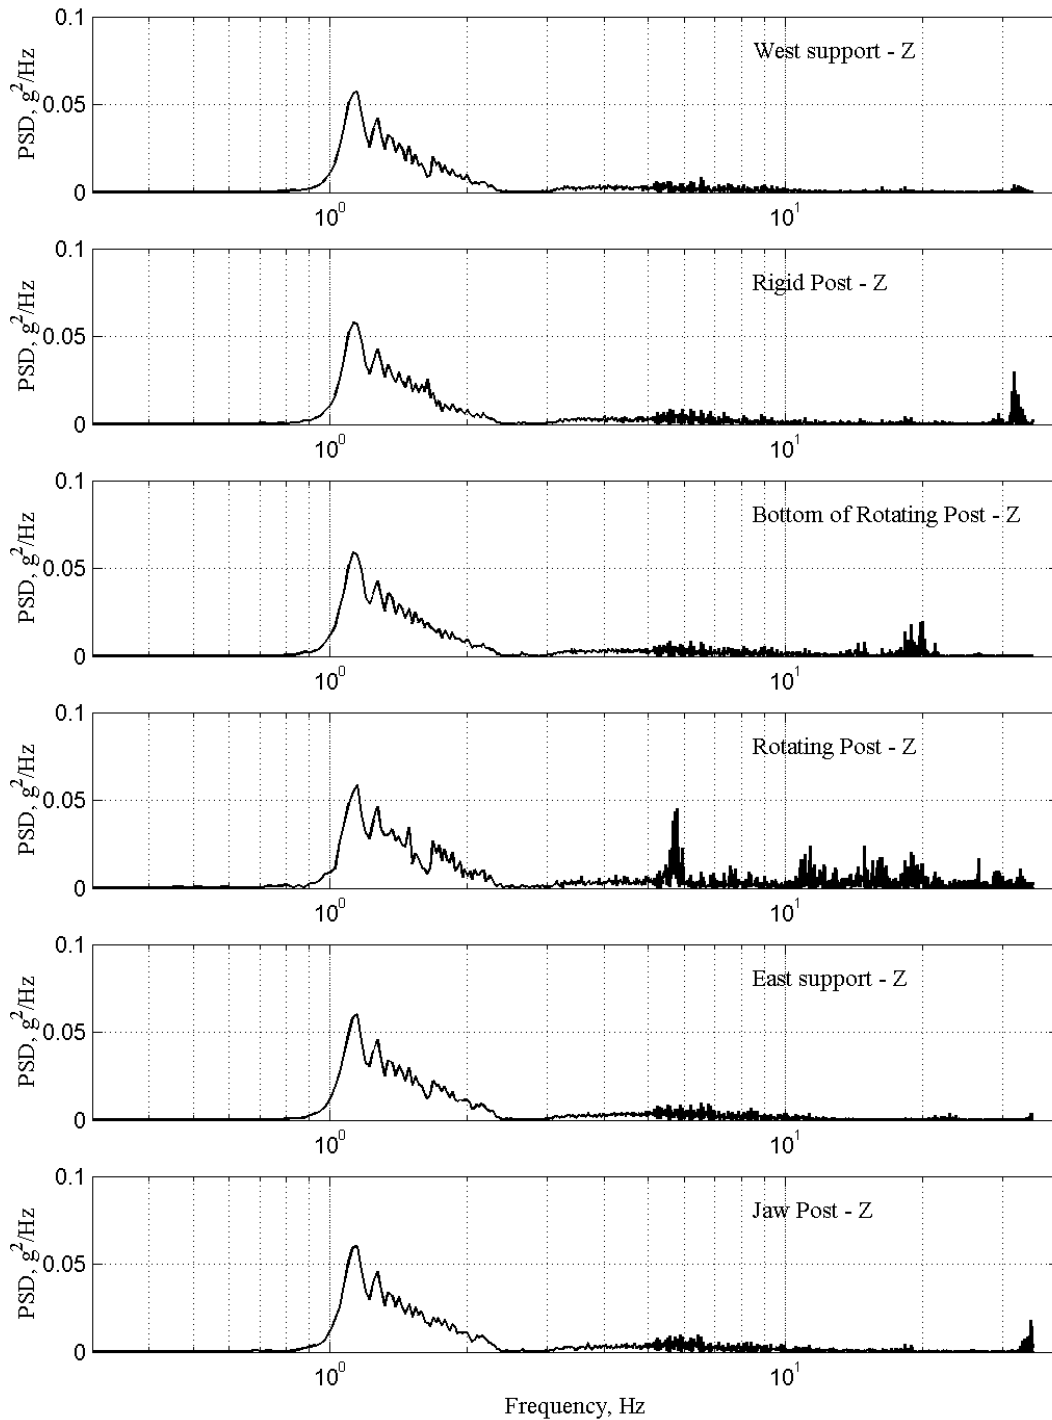 0.1
West support - Z
PSD, g²/Hz
0.05
0
10⁰ 10¹
0.1
Rigid Post - Z
PSD, g²/Hz
0.05
0
10⁰ 10¹
0.1
Bottom of Rotating Post - Z
PSD, g²/Hz
0.05
0
10⁰ 10¹
0.1
Rotating Post - Z
PSD, g²/Hz
0.05
0
10⁰ 10¹
0.1
East support - Z
PSD, g²/Hz
0.05
0
10⁰ 10¹
0.1
Jaw Post - Z
PSD, g²/Hz
0.05
0
10⁰ 10¹
Frequency, Hz